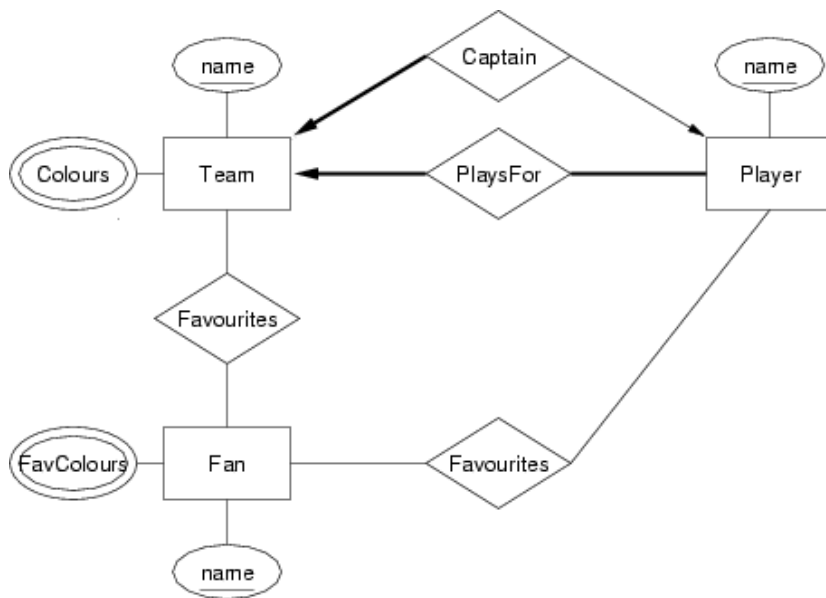 Captain
name
name
Colours
Team
PlaysFor
Player
Favourites
FavColours
Fan
Favourites
name